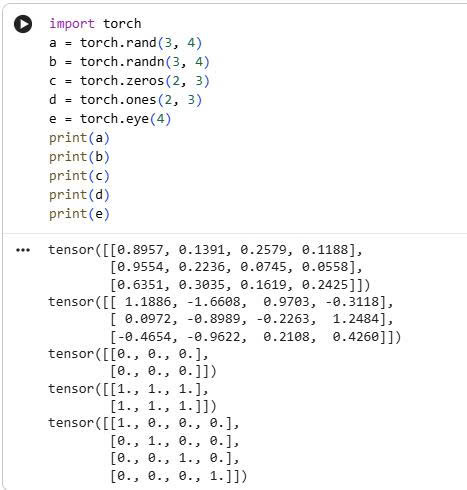 import torch
a = torch.rand(3, 4)
b = torch.randn(3, 4)
c = torch.zeros(2, 3)
d = torch.ones(2, 3)
e = torch.eye(4)
print(a)
print(b)
print(c)
print(d)
print(e)
tensor([[0.8957, 0.1391, 0.2579, 0.1188],
        [0.9554, 0.2236, 0.0745, 0.0558],
        [0.6351, 0.3035, 0.1619, 0.2425]])
tensor([[ 1.1886, -1.6608,  0.9703, -0.3118],
        [ 0.0972, -0.8989, -0.2263,  1.2484],
        [-0.4654, -0.9622,  0.2108,  0.4260]])
tensor([[0., 0., 0.],
        [0., 0., 0.]])
tensor([[1., 1., 1.],
        [1., 1., 1.]])
tensor([[1., 0., 0., 0.],
        [0., 1., 0., 0.],
        [0., 0., 1., 0.],
        [0., 0., 0., 1.]])